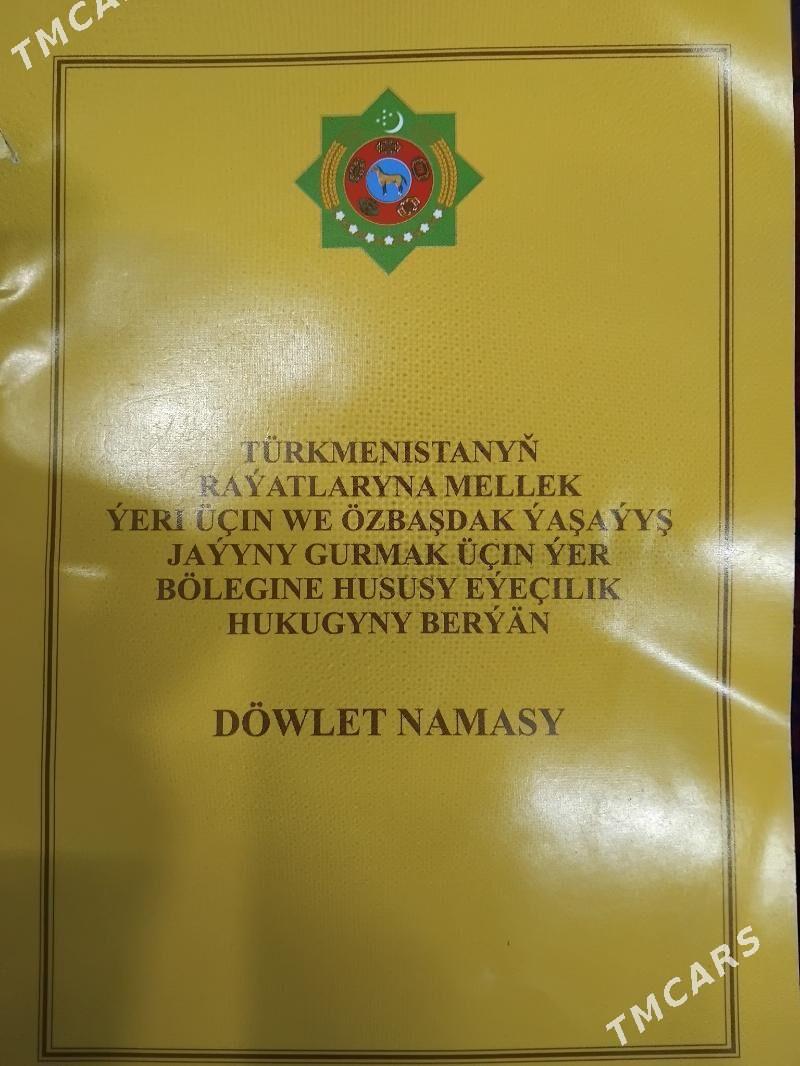 TMCARS
TÜRKMENISTANYŇ
RAÝATLARYNA MELLEK
ÝERI ÜÇIN WE ÖZBAŞDAK ÝAŞAÝYŞ
JAÝYNY GURMAK ÜÇIN ÝER
BÖLEGINE HUSUSY EÝEÇILIK
HUKUGYNY BERÝÄN
DÖWLET NAMASY
TMCARS